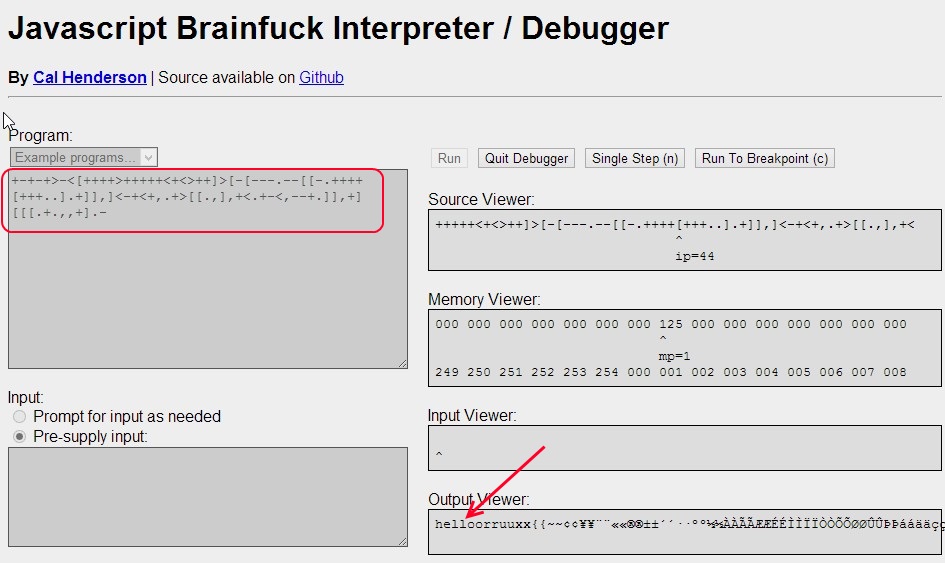 Javascript Brainfuck Interpreter / Debugger
By Cal Henderson | Source available on Github
Program:
Example programs...
+-+-+>-<[++++>+++++<+<>++]>[-[---.--[[-.++++
[+++..].+]],]<-+<+,.+>[[.,],+<.+-<,--+.]],+]
[[[.+.,,+].-
Input:
Prompt for input as needed
Pre-supply input:
Run Quit Debugger Single Step (n) Run To Breakpoint (c)
Source Viewer:
+++++<+<>++]>[-[---.--[[-.++++[+++..].+]],]<-+<+,.+>[[.,],+<
^
ip=44
Memory Viewer:
000 000 000 000 000 000 000 125 000 000 000 000 000 000 000
^
mp=1
249 250 251 252 253 254 000 001 002 003 004 005 006 007 008
Input Viewer:
^
Output Viewer:
helloorruuxx{{~~¢¢¥¥¨¨««®®±±´´··ºº½½ÀÀÃÃÆÆÉÉÌÌÏÏÒÒÕÕØØÛÛÞÞááääçç